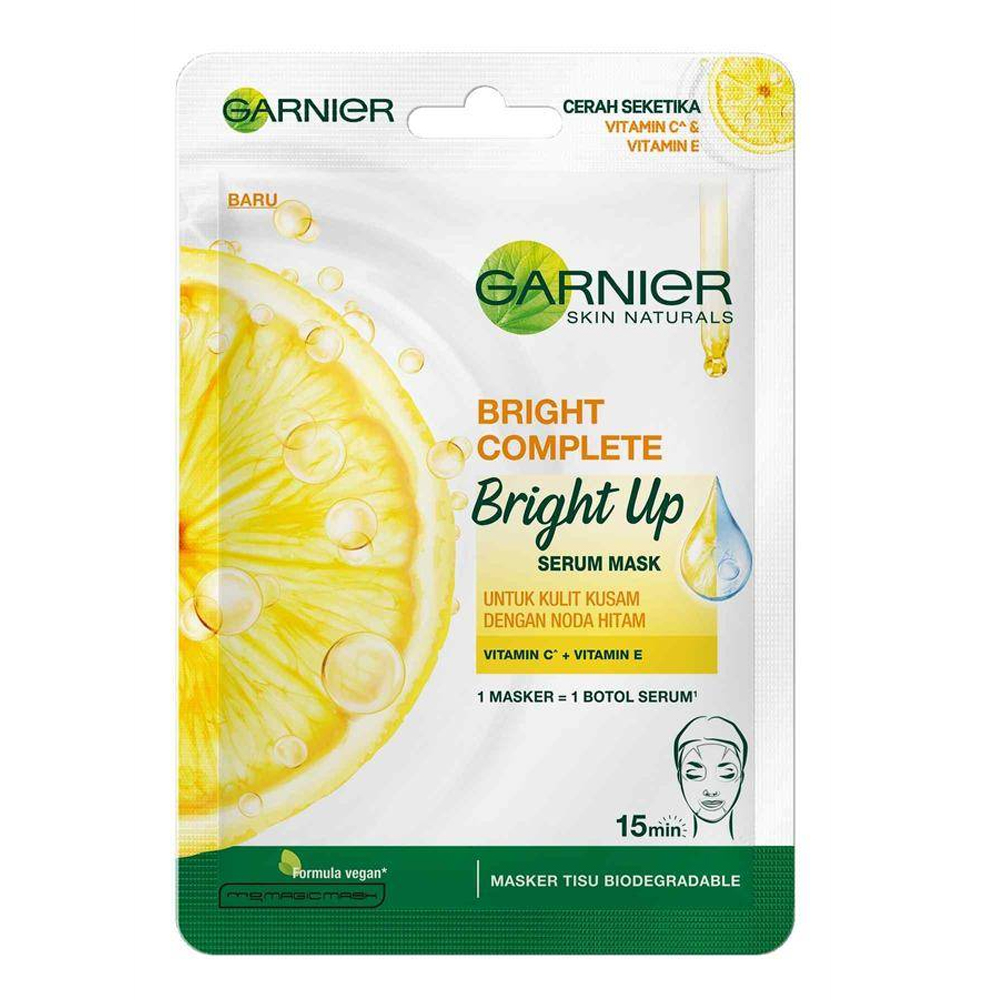 GARNIER
CERAH SEKETIKA
VITAMIN C^ &
VITAMIN E
BARU
GARNIER
SKIN NATURALS
BRIGHT
COMPLETE
Bright Up
SERUM MASK
UNTUK KULIT KUSAM
DENGAN NODA HITAM
VITAMIN C^ + VITAMIN E
1 MASKER = 1 BOTOL SERUM¹
15min
Formula vegan*
MASKER TISU BIODEGRADABLE